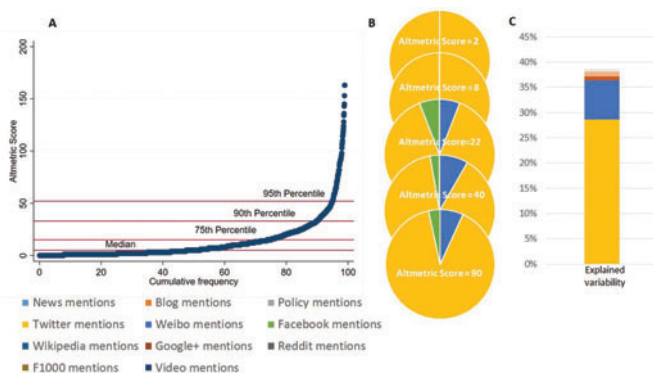 A
B
C
Altmetric Score
200
150
100
50
0
95th Percentile
90th Percentile
75th Percentile
Median
0
20
40
60
80
100
Cumulative frequency
Altmetric Score=2
Altmetric Score=8
Altmetric Score=22
Altmetric Score=40
Altmetric Score=90
45%
40%
35%
30%
25%
20%
15%
10%
5%
0%
Explained
variability
News mentions
Blog mentions
Policy mentions
Twitter mentions
Weibo mentions
Facebook mentions
Wikipedia mentions
Google+ mentions
Reddit mentions
F1000 mentions
Video mentions